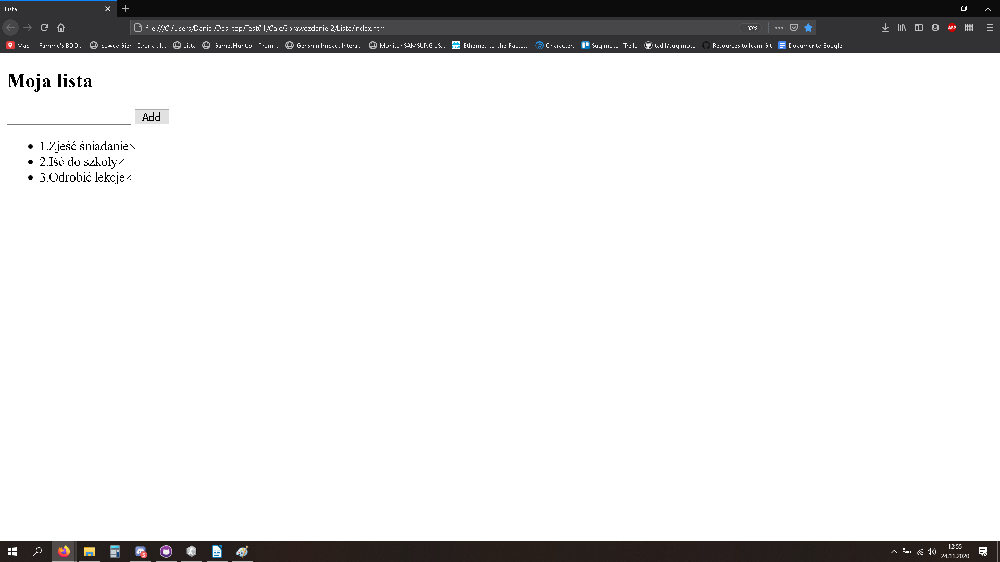 Lista
file:///C:/Users/Daniel/Desktop/Test01/Calc/Sprawozdanie 2/Lista/index.html
160%
ABP
Map — Famme's BDO...
Łowcy Gier - Strona dl...
Lista
GamesHunt.pl | Prom...
Genshin Impact Intera...
Monitor SAMSUNG LS...
Ethernet-to-the-Facto...
Characters
Sugimoto | Trello
tad1/sugimoto
Resources to learn Git
Dokumenty Google
Moja lista
Add
• 1.Zjeść śniadanie×
• 2.Iść do szkoły×
• 3.Odrobić lekcje×
5
12:55
24.11.2020